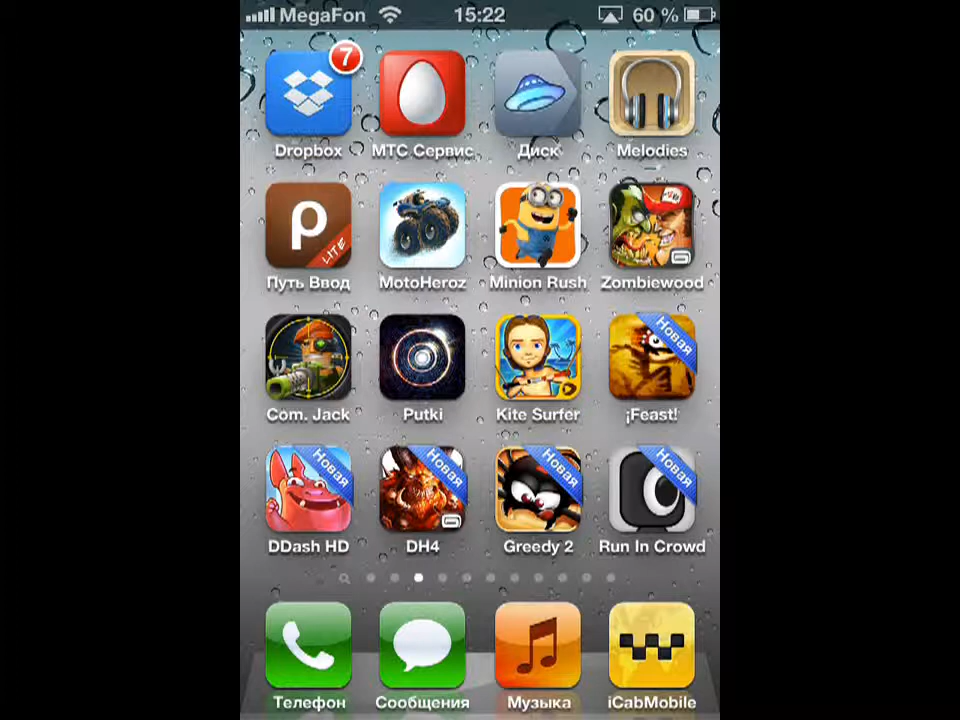 MegaFon 15:22 60 %
7
Dropbox МТС Сервис Диск Melodies
ρ LITE
Путь Ввод MotoHeroz Minion Rush Zombiewood
Новая
Com. Jack Putki Kite Surfer ¡Feast!
Новая Новая Новая Новая
DDash HD DH4 Greedy 2 Run In Crowd
Телефон Сообщения Музыка iCabMobile